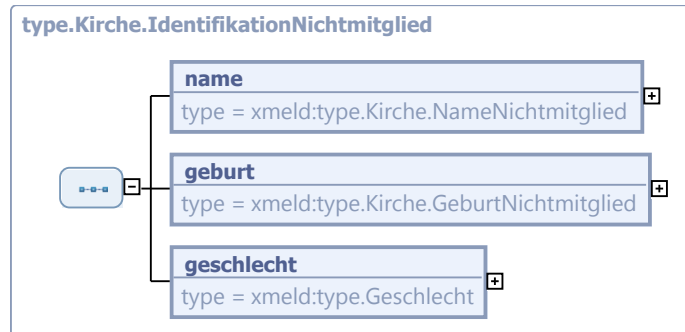 type.Kirche.IdentifikationNichtmitglied
name
type = xmeld:type.Kirche.NameNichtmitglied
geburt
type = xmeld:type.Kirche.GeburtNichtmitglied
geschlecht
type = xmeld:type.Geschlecht